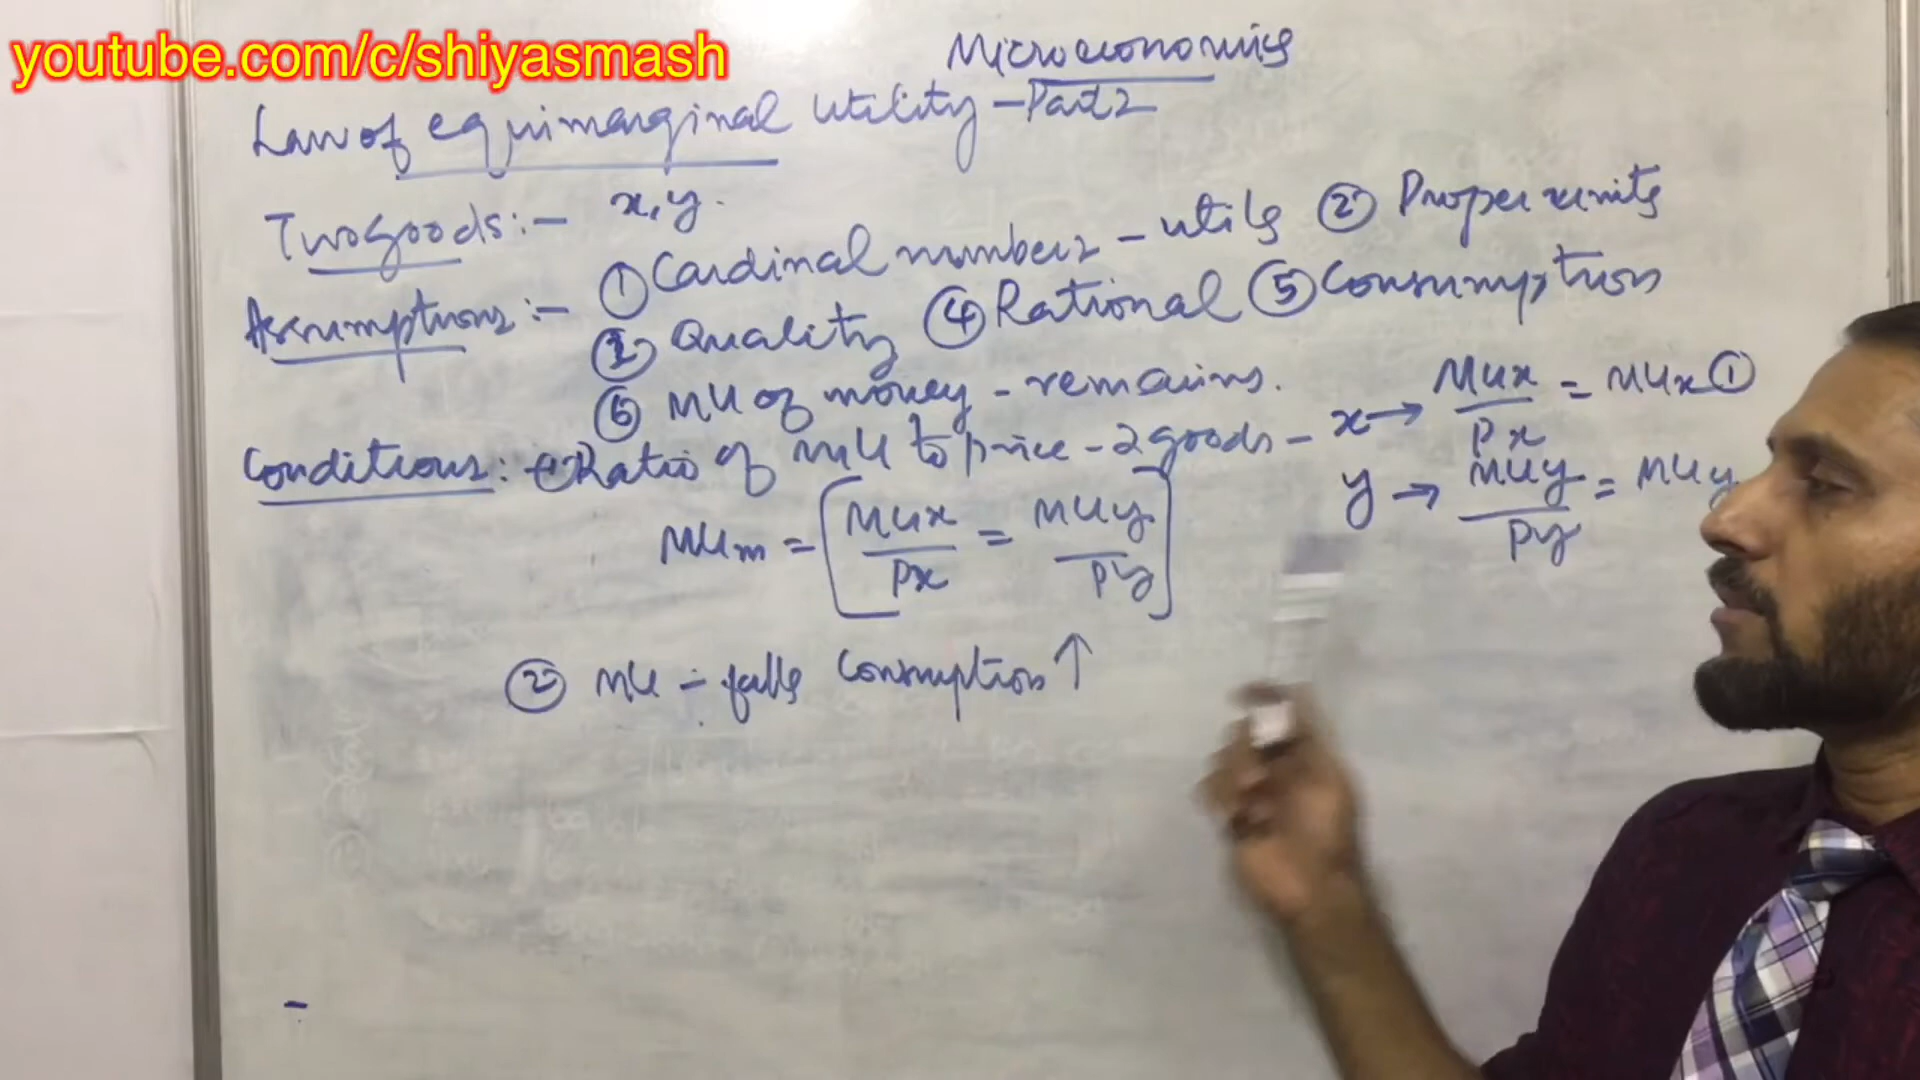 youtube.com/c/shiyasmash
Microeconomics
Law of equimarginal utility - Part 2
Two Goods :- x, y.
Assumptions :- ① Cardinal numbers - utils ② Proper units
③ Quality ④ Rational ⑤ Consumption
⑥ MU of money - remains.
Conditions: ① Ratio of MU to price - 2 goods - x → MUx/Px = MUx ①
y → MUy/Py = MUy
MUm = [MUx/Px = MUy/Py]
② MU - falls Consumption ↑